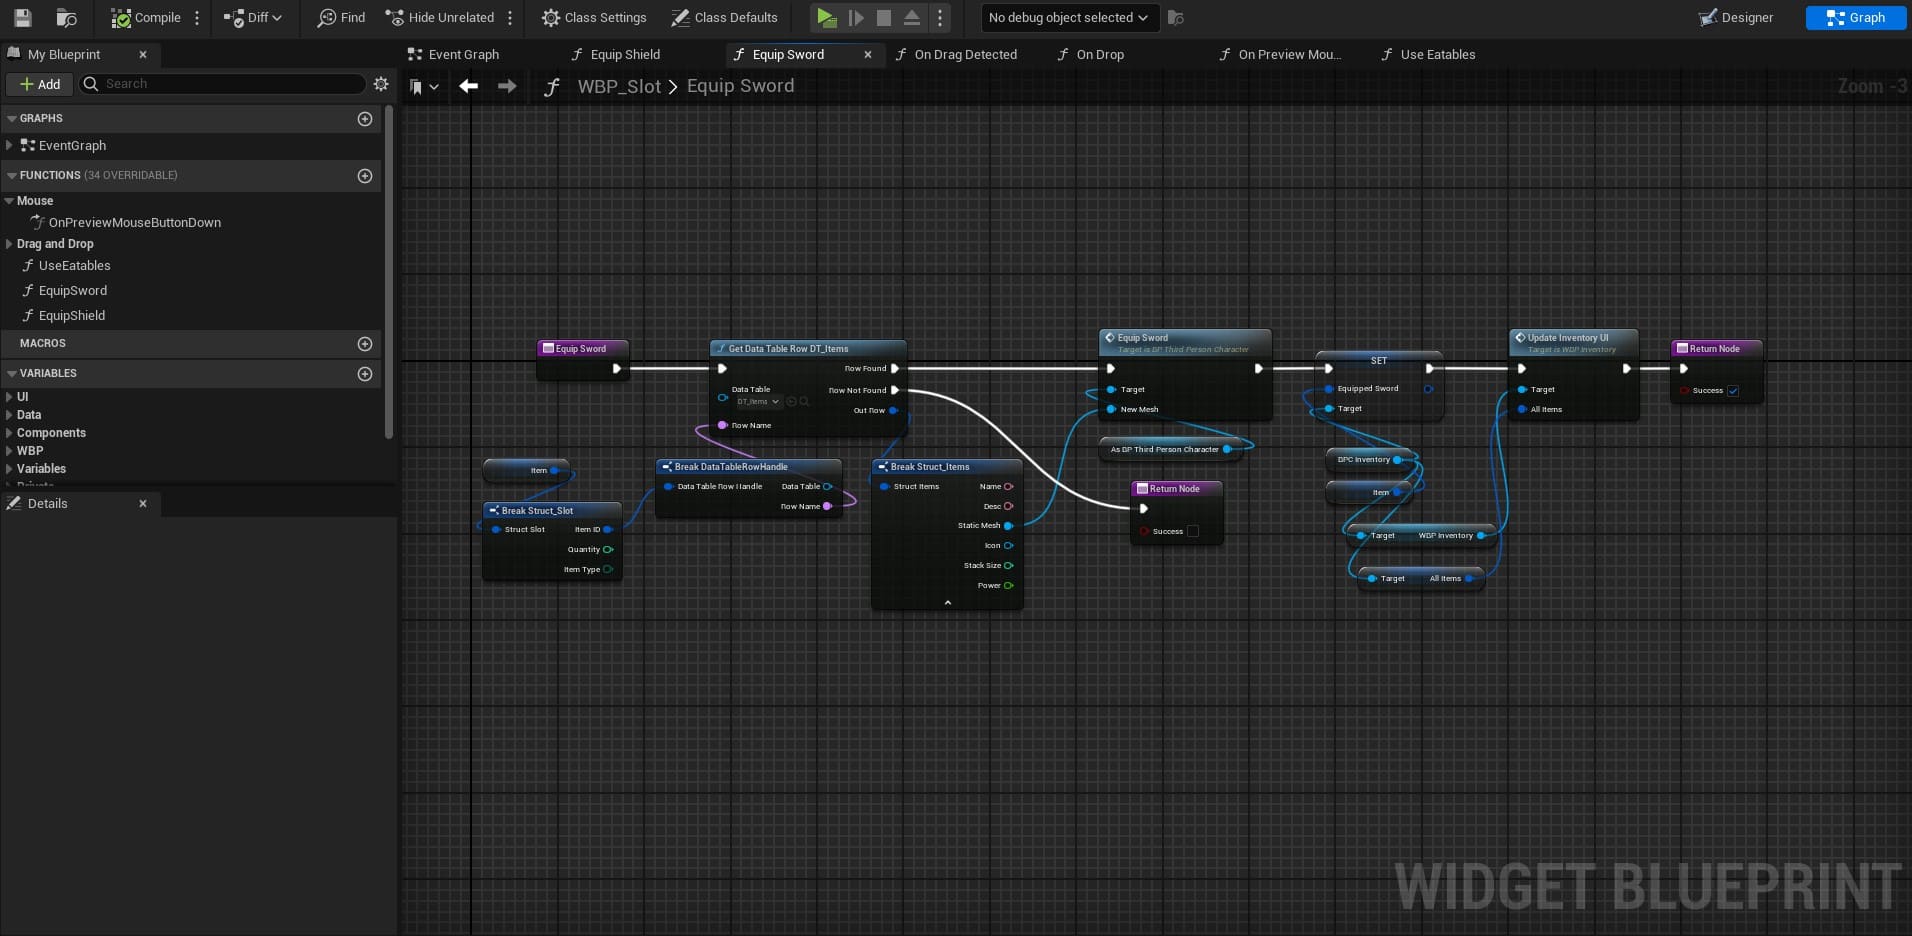 Compile
Diff
Find
Hide Unrelated
Class Settings
Class Defaults
No debug object selected
Designer
Graph
My Blueprint
Event Graph
Equip Shield
Equip Sword
On Drag Detected
On Drop
On Preview Mou...
Use Eatables
Add
Search
WBP_Slot > Equip Sword
Zoom -3
GRAPHS
EventGraph
FUNCTIONS (34 OVERRIDABLE)
Mouse
OnPreviewMouseButtonDown
Drag and Drop
UseEatables
EquipSword
EquipShield
MACROS
VARIABLES
UI
Data
Components
WBP
Variables
Private
Details
Equip Sword
Get Data Table Row DT_Items
Row Found
Data Table
DT_Items
Row Not Found
Out Row
Row Name
Item
Break Struct_Slot
Struct Slot
Item ID
Quantity
Item Type
Break DataTableRowHandle
Data Table Row Handle
Data Table
Row Name
Break Struct_Items
Struct Items
Name
Desc
Static Mesh
Icon
Stack Size
Power
Equip Sword
Target is BP Third Person Character
Target
New Mesh
As BP Third Person Character
Return Node
Success
SET
Equipped Sword
Target
BPC Inventory
Item
Target
WBP Inventory
Target
All Items
Update Inventory UI
Target is WBP Inventory
Target
All Items
Return Node
Success
WIDGET BLUEPRINT